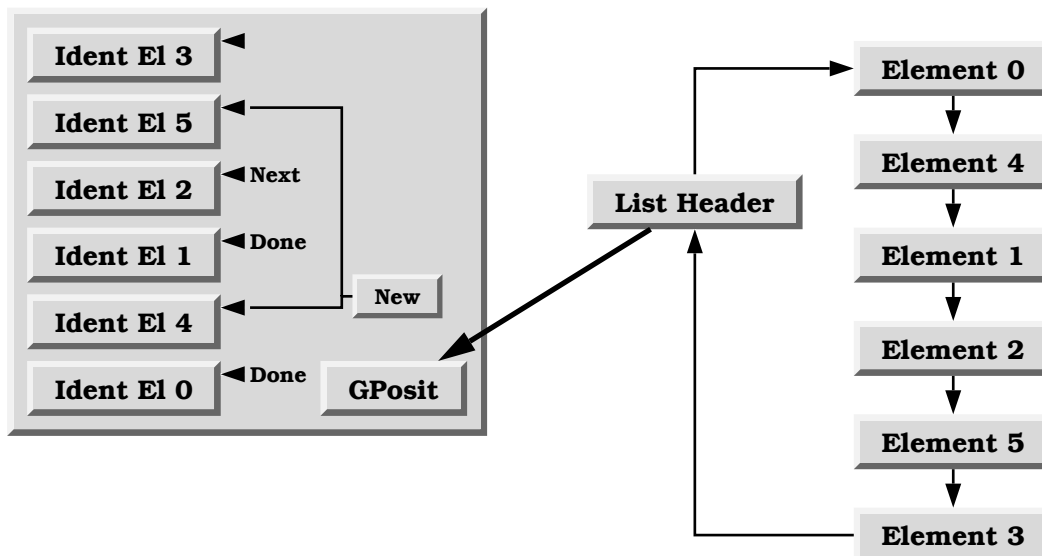 Ident El 3
Ident El 5
Ident El 2
Next
Ident El 1
Done
Ident El 4
New
Ident El 0
Done
GPosit
List Header
Element 0
Element 4
Element 1
Element 2
Element 5
Element 3